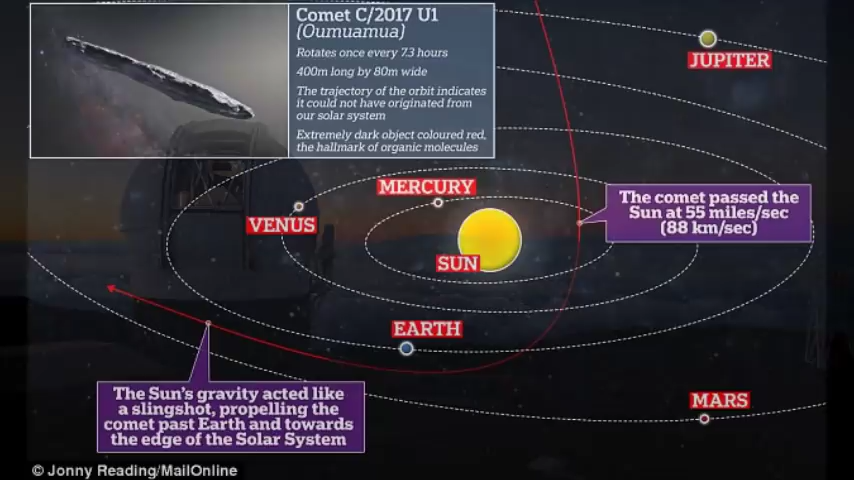 Comet C/2017 U1
(Oumuamua)
Rotates once every 7.3 hours
400m long by 80m wide
The trajectory of the orbit indicates
it could not have originated from
our solar system
Extremely dark object coloured red,
the hallmark of organic molecules
JUPITER
MERCURY
VENUS
The comet passed the
Sun at 55 miles/sec
(88 km/sec)
SUN
EARTH
The Sun's gravity acted like
a slingshot, propelling the
comet past Earth and towards
the edge of the Solar System
MARS
© Jonny Reading/MailOnline